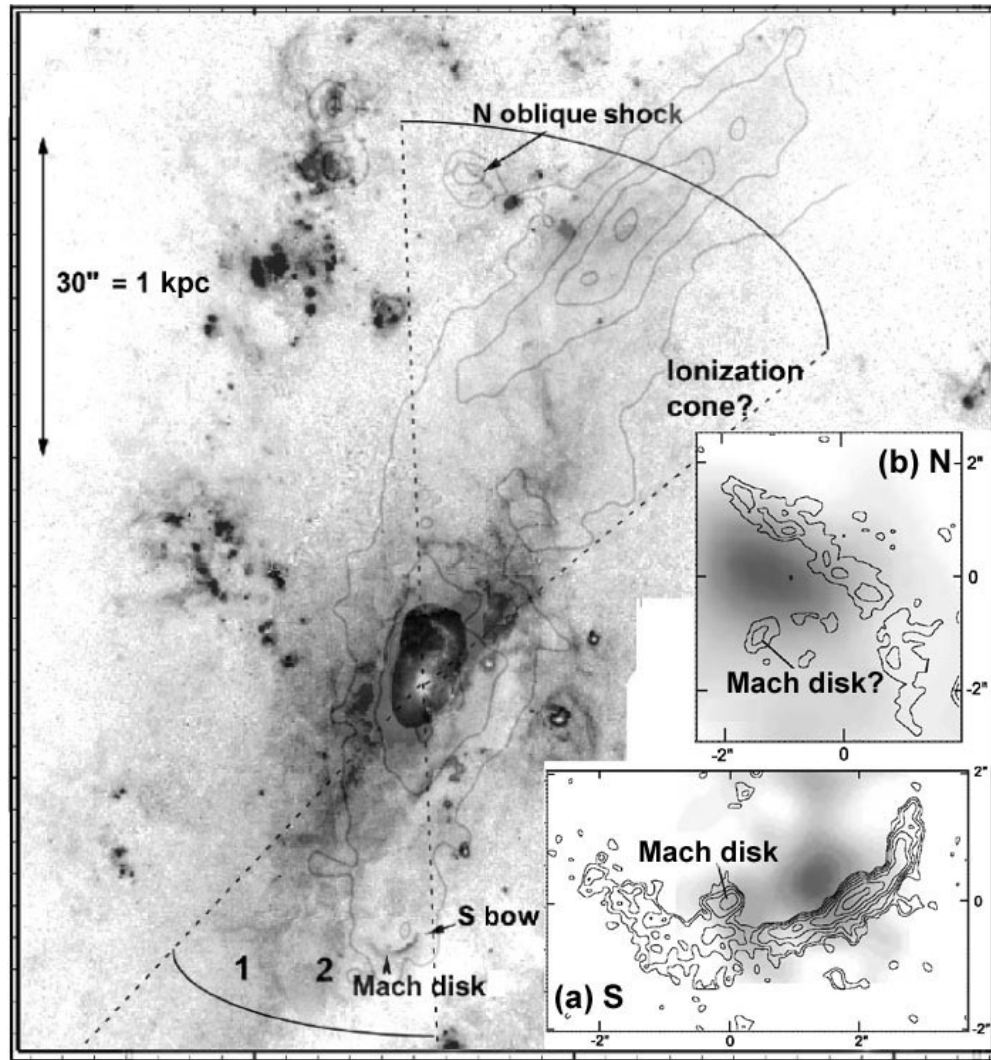 N oblique shock
30" = 1 kpc
Ionization
cone?
(b) N
2"
0
-2"
Mach disk?
-2"
0
2"
Mach disk
0
S bow
1 2
Mach disk
(a) S
-2"
-2"
0
2"